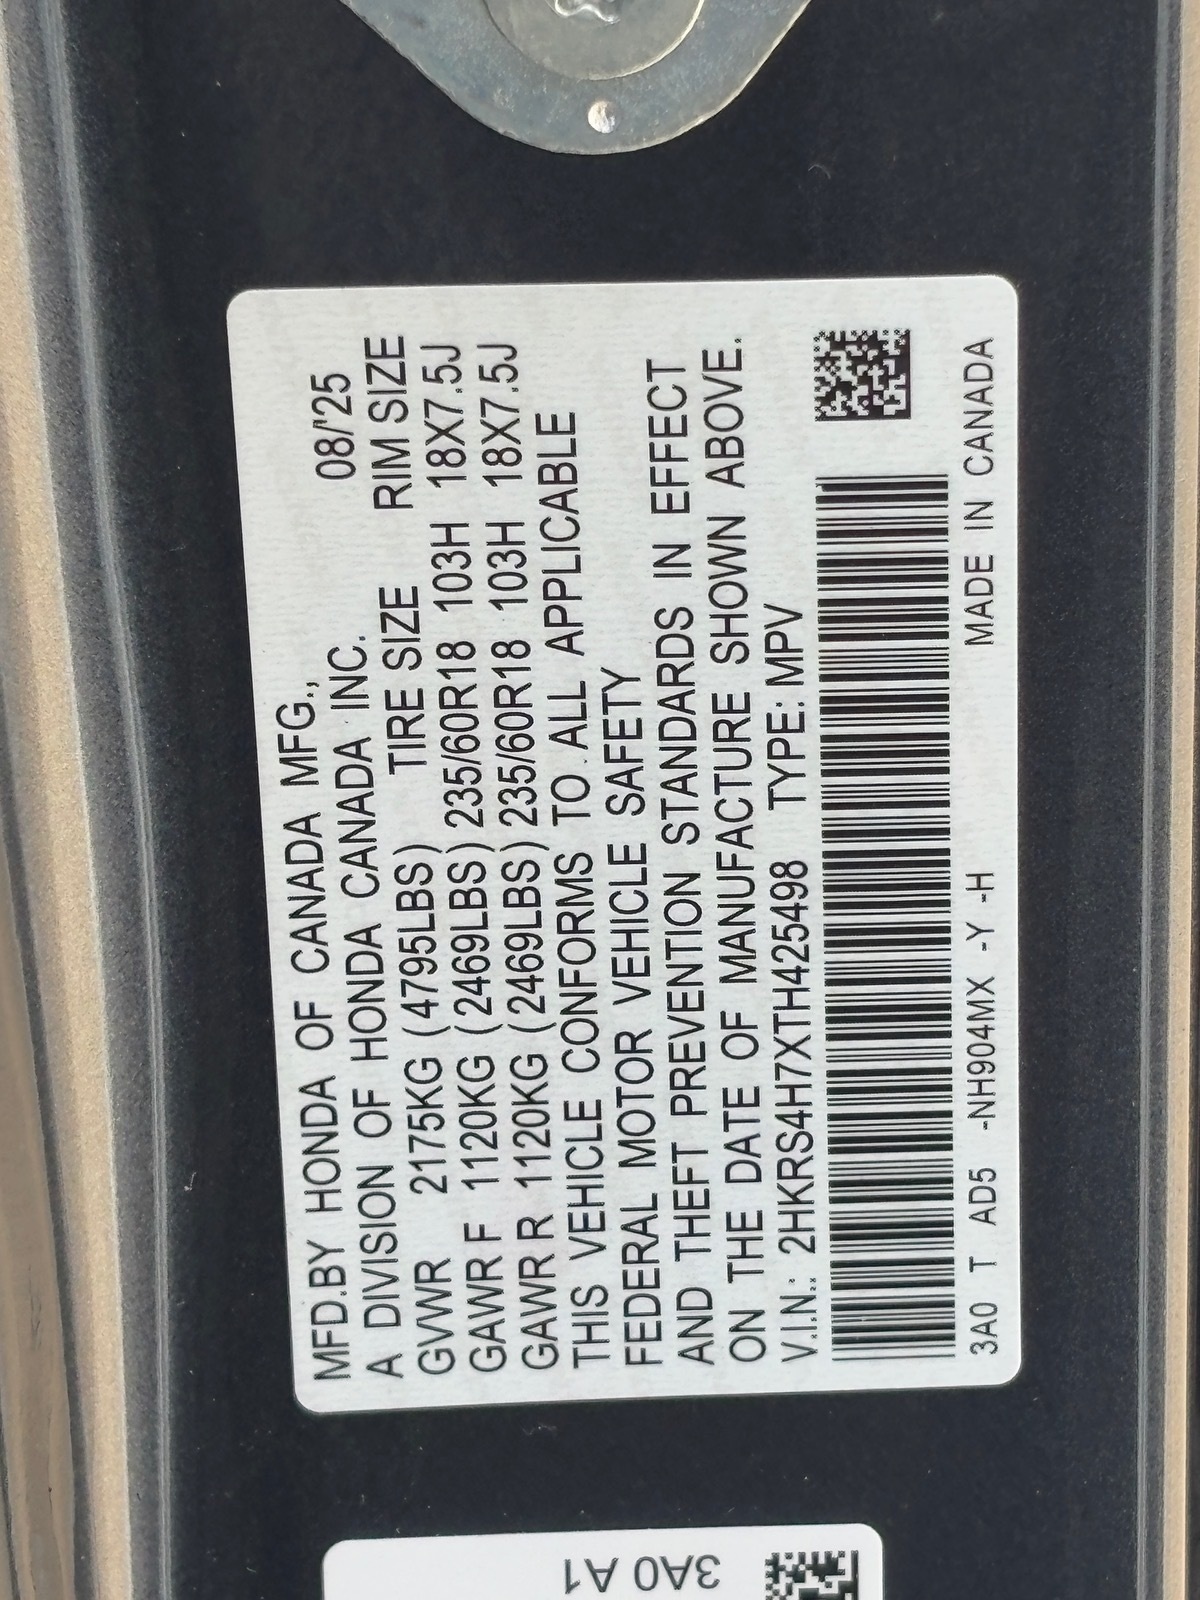 MFD.BY HONDA OF CANADA MFG.,
A DIVISION OF HONDA CANADA INC. 08/'25
TIRE SIZE RIM SIZE
GVWR 2175KG (4795LBS)
GAWR F 1120KG (2469LBS) 235/60R18 103H 18X7.5J
GAWR R 1120KG (2469LBS) 235/60R18 103H 18X7.5J
THIS VEHICLE CONFORMS TO ALL APPLICABLE
FEDERAL MOTOR VEHICLE SAFETY
AND THEFT PREVENTION STANDARDS IN EFFECT
ON THE DATE OF MANUFACTURE SHOWN ABOVE.
V.I.N.: 2HKRS4H7XTH425498 TYPE: MPV
3A0 T AD5 -NH904MX -Y -H MADE IN CANADA
3A0 A1